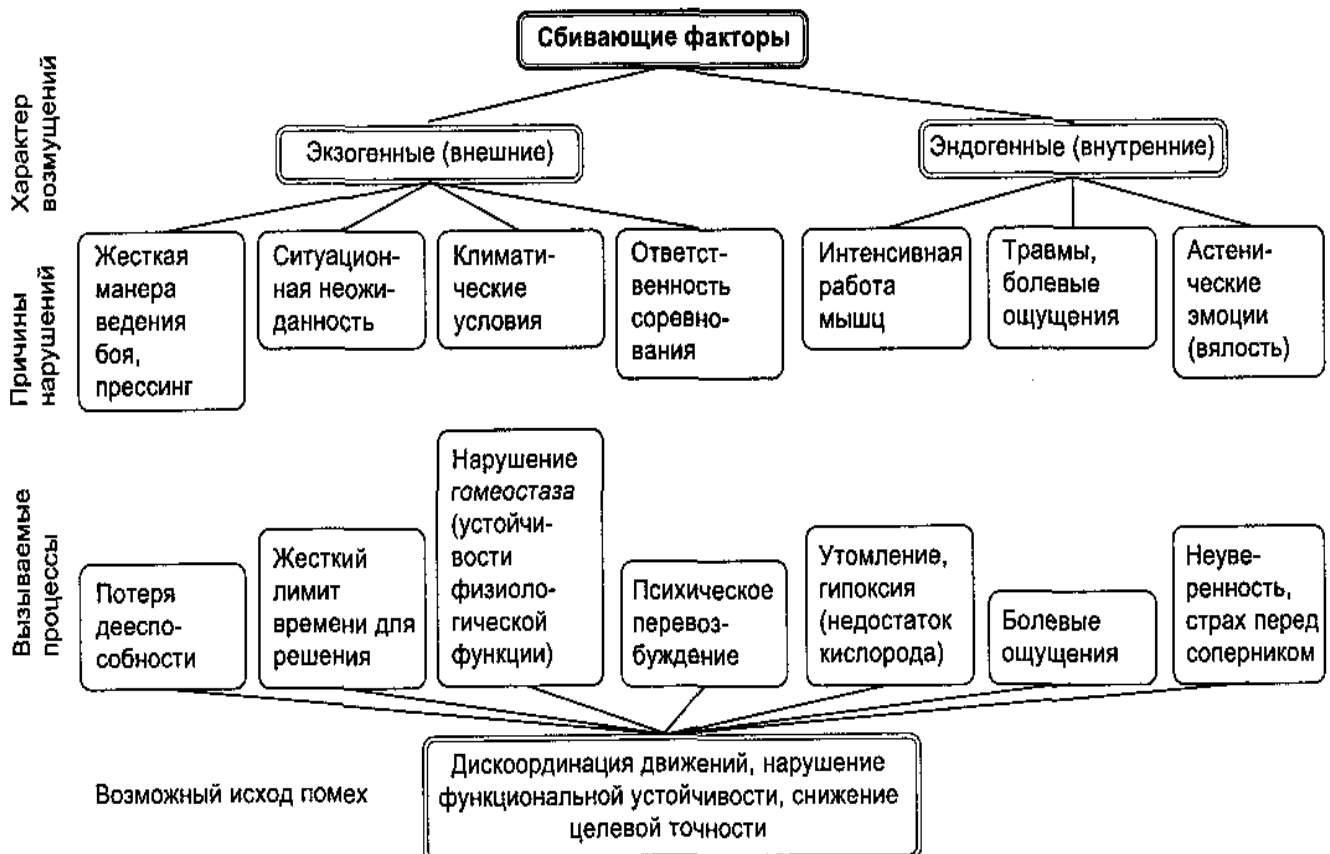 Сбивающие факторы
Характер
возмущений
Экзогенные (внешние)
Эндогенные (внутренние)
Причины
нарушений
Жесткая
манера
ведения
боя,
прессинг
Ситуацион-
ная неожи-
данность
Климати-
ческие
условия
Ответст-
венность
соревно-
вания
Интенсивная
работа
мышц
Травмы,
болевые
ощущения
Астени-
ческие
эмоции
(вялость)
Вызываемые
процессы
Потеря
дееспо-
собности
Жесткий
лимит
времени для
решения
Нарушение
гомеостаза
(устойчи-
вости
физиоло-
гической
функции)
Психическое
перевоз-
буждение
Утомление,
гипоксия
(недостаток
кислорода)
Болевые
ощущения
Неуве-
ренность,
страх перед
соперником
Возможный исход помех
Дискоординация движений, нарушение
функциональной устойчивости, снижение
целевой точности